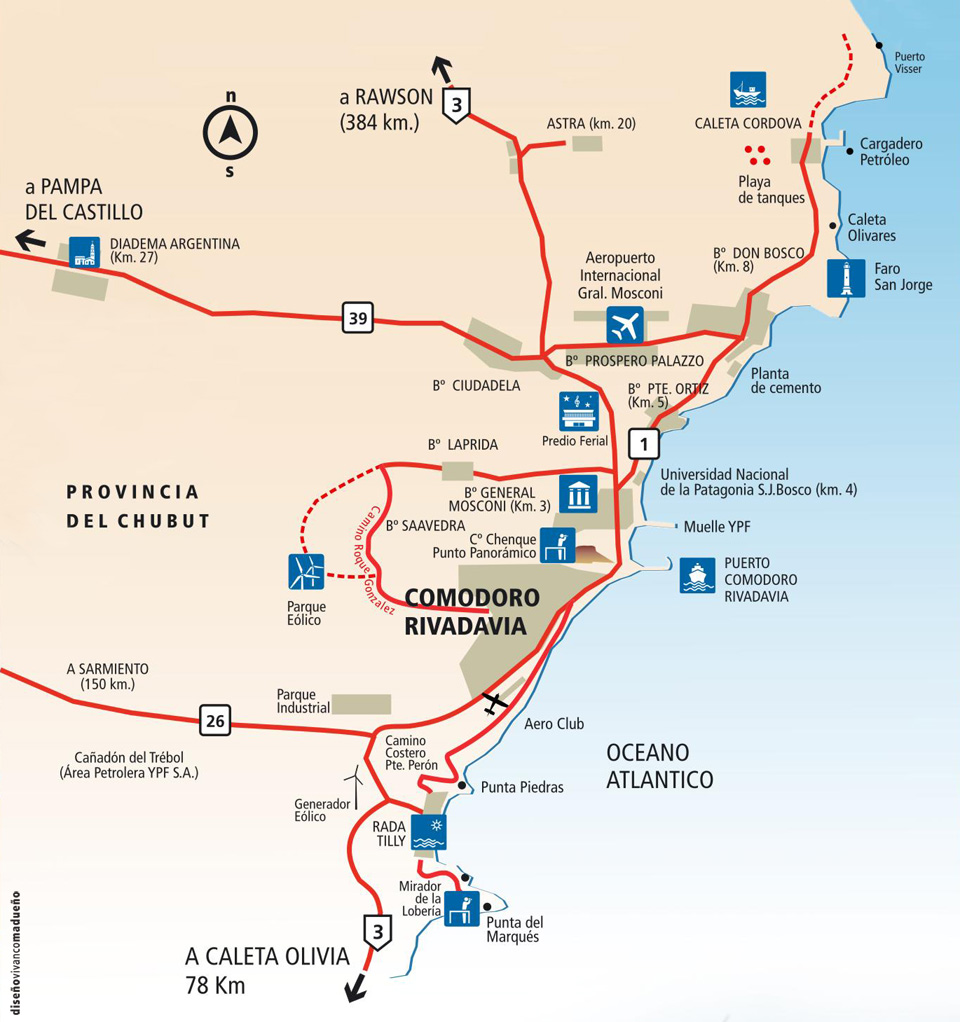 Puerto
Visser
a RAWSON
(384 km.)
3
ASTRA (km. 20)
CALETA CORDOVA
Cargadero
Petróleo
n
s
Playa
de tanques
a PAMPA
DEL CASTILLO
DIADEMA ARGENTINA
(Km. 27)
Caleta
Olivares
Bº DON BOSCO
(Km. 8)
Aeropuerto
Internacional
Gral. Mosconi
Faro
San Jorge
39
Bº PROSPERO PALAZZO
Bº CIUDADELA
Planta
de cemento
Bº PTE. ORTIZ
(Km. 5)
Predio Ferial
1
Bº LAPRIDA
Universidad Nacional
de la Patagonia S.J.Bosco (km. 4)
PROVINCIA
DEL CHUBUT
Bº GENERAL
MOSCONI (Km. 3)
Bº SAAVEDRA
Camino Roque Gonzalez
Muelle YPF
Cº Chenque
Punto Panorámico
PUERTO
COMODORO
RIVADAVIA
Parque
Eólico
COMODORO
RIVADAVIA
A SARMIENTO
(150 km.)
Parque
Industrial
26
Aero Club
Camino
Costero
Pte. Perón
Cañadón del Trébol
(Área Petrolera YPF S.A.)
OCEANO
ATLANTICO
Punta Piedras
Generador
Eólico
RADA
TILLY
Mirador
de la
Lobería
Punta del
Marqués
3
A CALETA OLIVIA
78 Km
diseñovivancomadueño